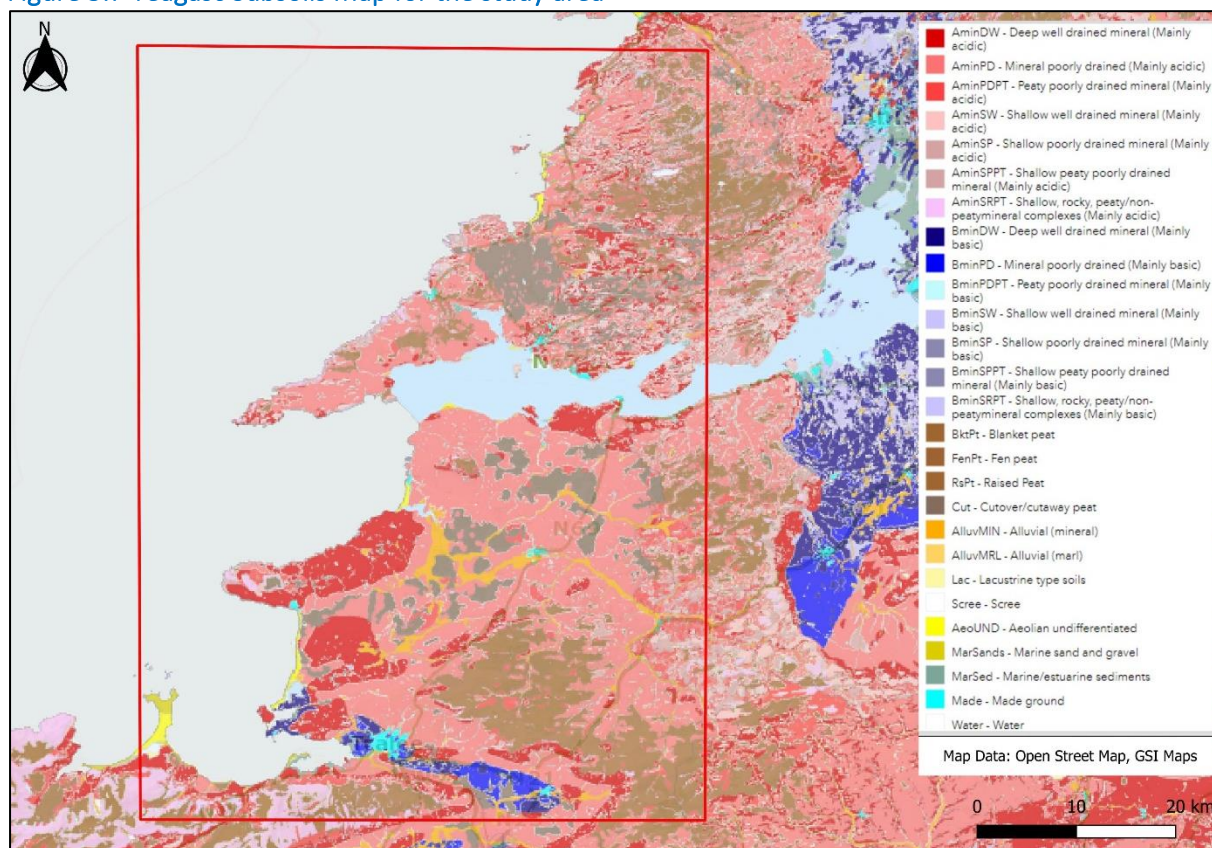 N
N85
N67
N69
Tralee
AminDW - Deep well drained mineral (Mainly
acidic)
AminPD - Mineral poorly drained (Mainly acidic)
AminPDPT - Peaty poorly drained mineral (Mainly
acidic)
AminSW - Shallow well drained mineral (Mainly
acidic)
AminSP - Shallow poorly drained mineral (Mainly
acidic)
AminSPPT - Shallow peaty poorly drained
mineral (Mainly acidic)
AminSRPT - Shallow, rocky, peaty/non-
peatymineral complexes (Mainly acidic)
BminDW - Deep well drained mineral (Mainly
basic)
BminPD - Mineral poorly drained (Mainly basic)
BminPDPT - Peaty poorly drained mineral (Mainly
basic)
BminSW - Shallow well drained mineral (Mainly
basic)
BminSP - Shallow poorly drained mineral (Mainly
basic)
BminSPPT - Shallow peaty poorly drained
mineral (Mainly basic)
BminSRPT - Shallow, rocky, peaty/non-
peatymineral complexes (Mainly basic)
BktPt - Blanket peat
FenPt - Fen peat
RsPt - Raised Peat
Cut - Cutover/cutaway peat
AlluvMIN - Alluvial (mineral)
AlluvMRL - Alluvial (marl)
Lac - Lacustrine type soils
Scree - Scree
AeoUND - Aeolian undifferentiated
MarSands - Marine sand and gravel
MarSed - Marine/estuarine sediments
Made - Made ground
Water - Water
Map Data: Open Street Map, GSI Maps
0 10 20 km